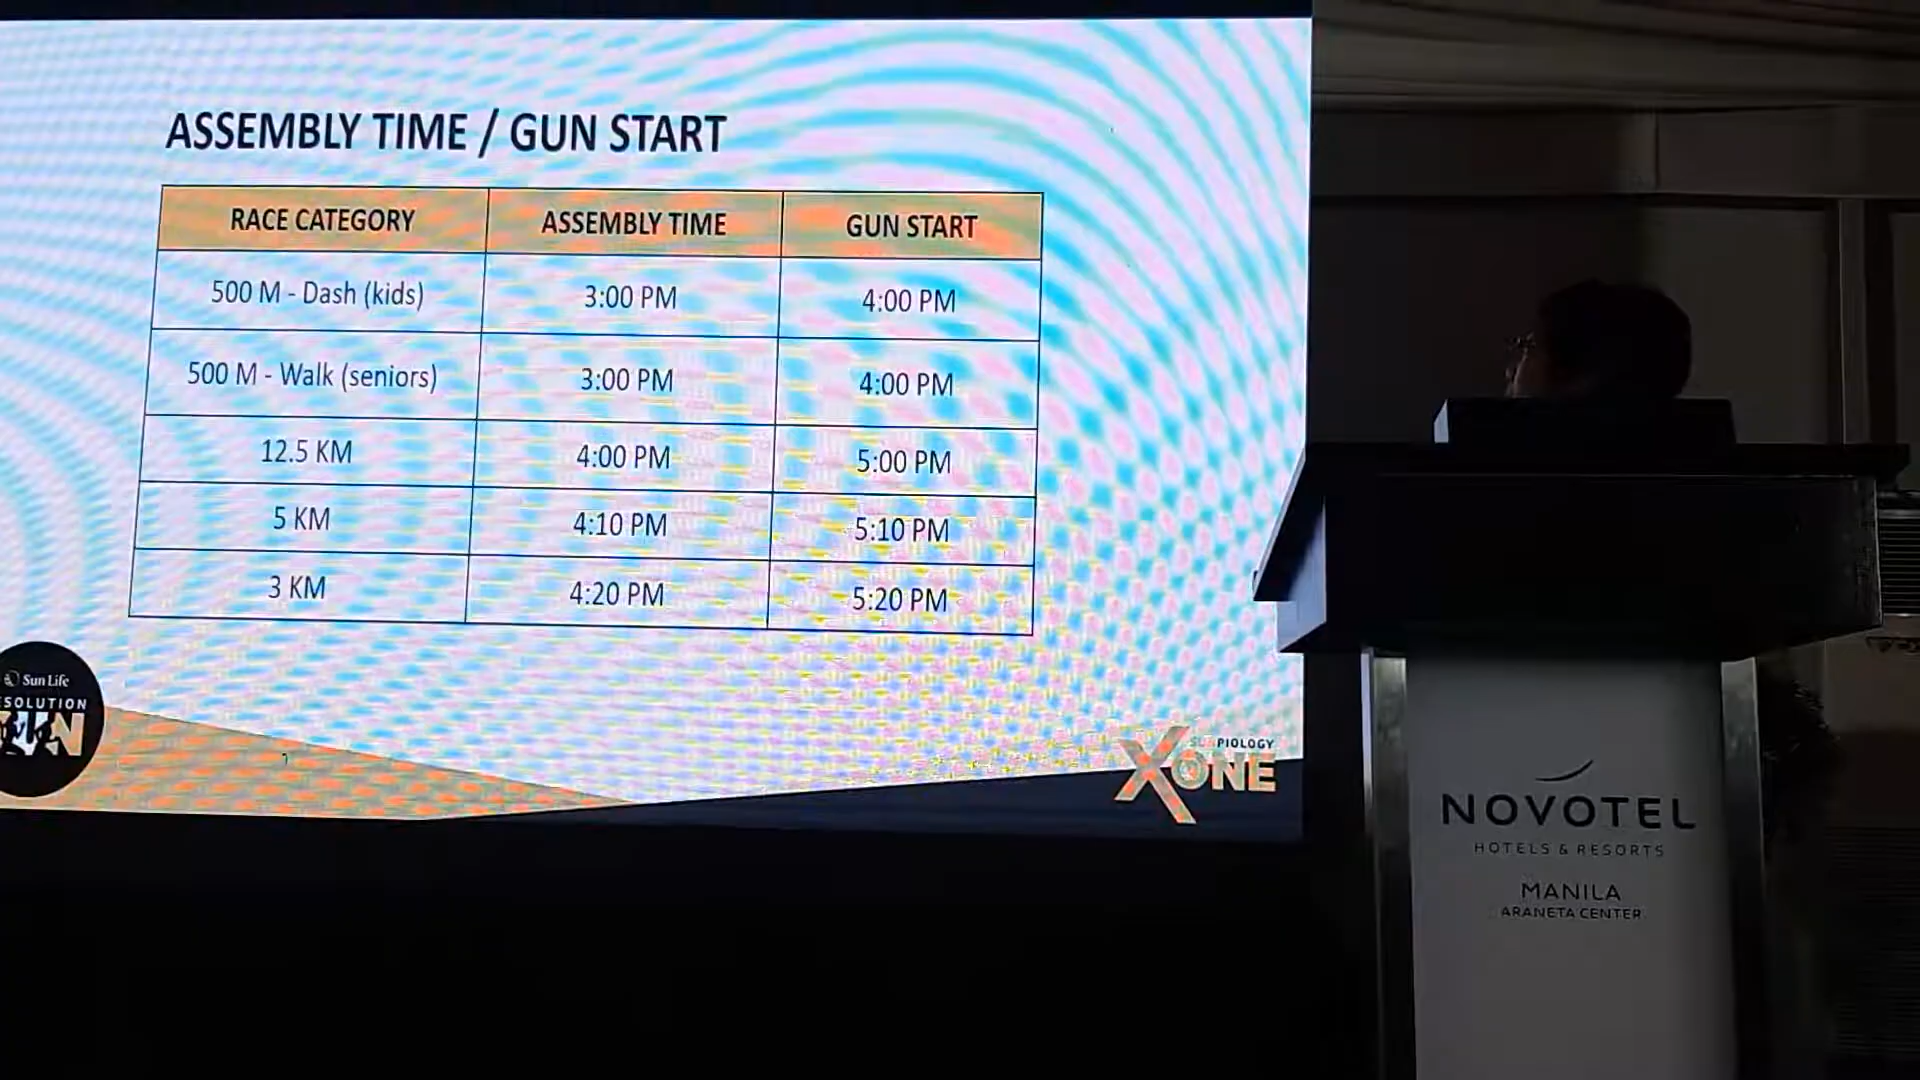 ASSEMBLY TIME / GUN START
RACE CATEGORY ASSEMBLY TIME GUN START
500 M - Dash (kids) 3:00 PM 4:00 PM
500 M - Walk (seniors) 3:00 PM 4:00 PM
12.5 KM 4:00 PM 5:00 PM
5 KM 4:10 PM 5:10 PM
3 KM 4:20 PM 5:20 PM
Sun Life
SOLUTION
SUNPIOLOGY
XONE
NOVOTEL
HOTELS & RESORTS
MANILA
ARANETA CENTER